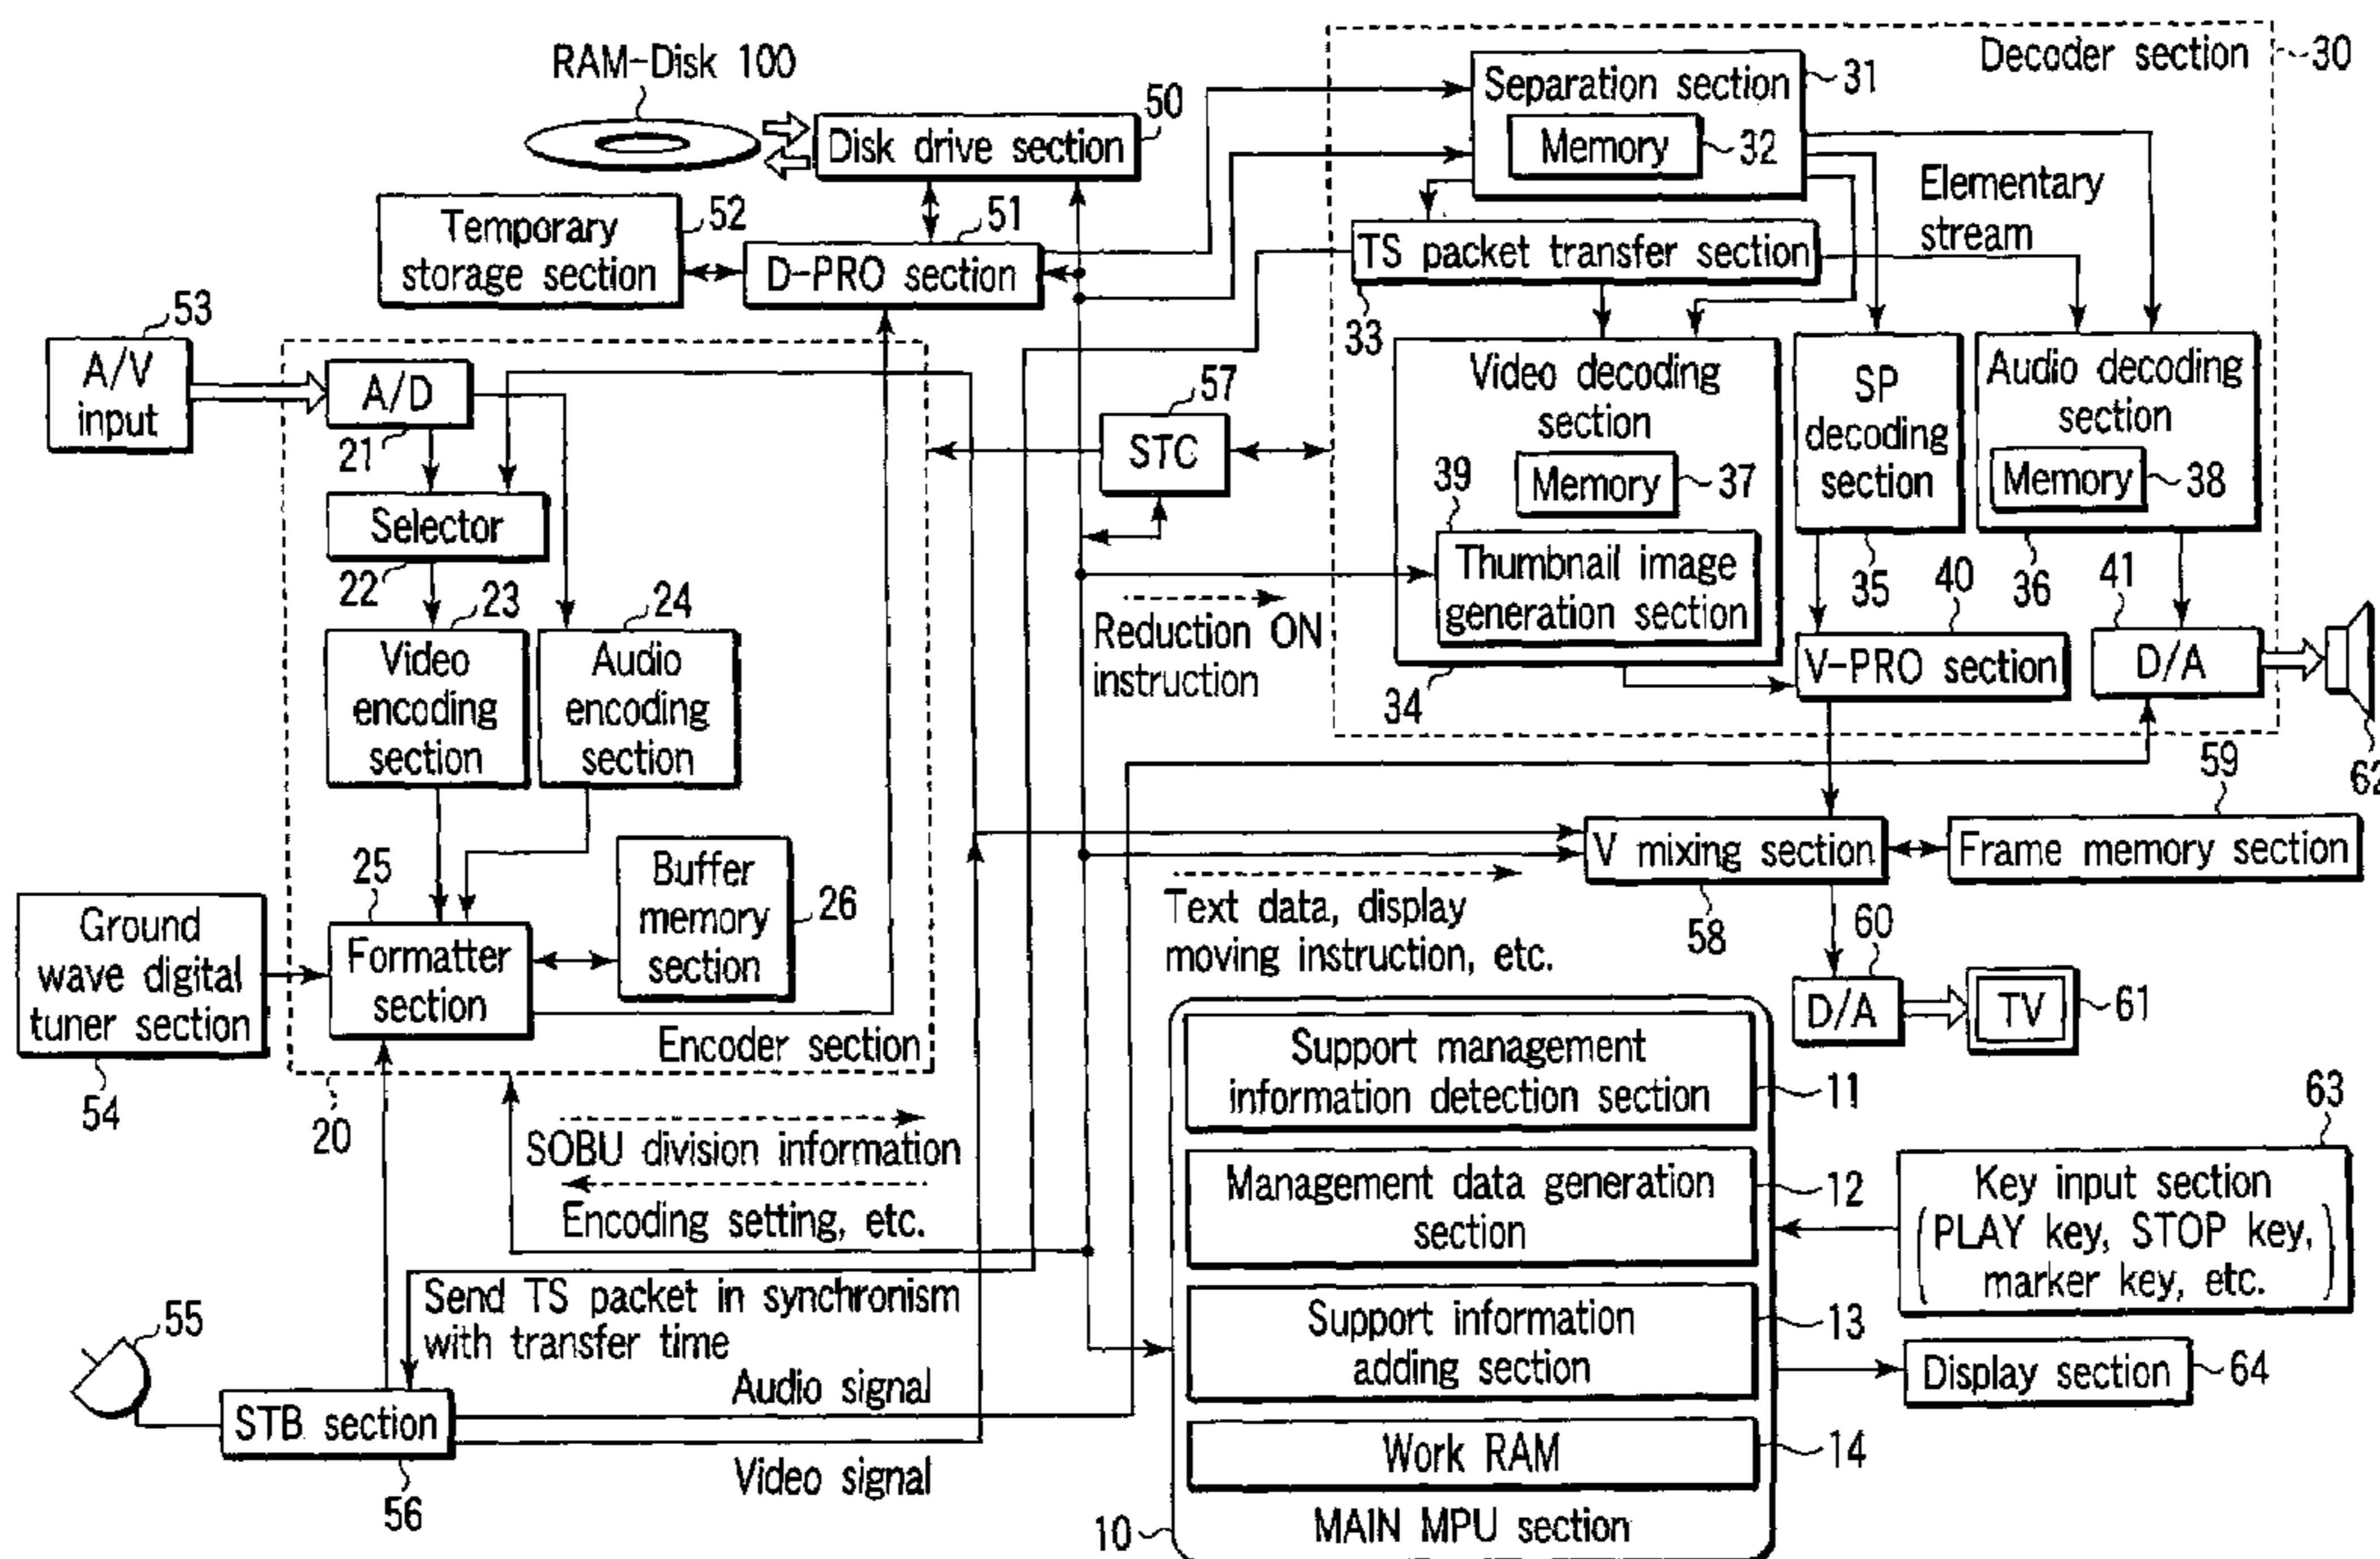 RAM-Disk 100
Disk drive section
50
Temporary
storage section
52
D-PRO section
51
A/V
input
53
A/D
21
Selector
22
Video
encoding
section
23
Audio
encoding
section
24
Formatter
section
25
Buffer
memory
section
26
Encoder section
20
Ground
wave digital
tuner section
54
SOBU division information
Encoding setting, etc.
Send TS packet in synchronism
with transfer time
55
STB section
56
Audio signal
Video signal
STC
57
Decoder section
30
Separation section
31
Memory
32
Elementary
stream
TS packet transfer section
33
Video decoding
section
Memory
37
39
Thumbnail image
generation section
34
SP
decoding
section
35
Audio decoding
section
Memory
38
36
Reduction ON
instruction
V-PRO section
40
D/A
41
62
V mixing section
58
Frame memory section
59
Text data, display
moving instruction, etc.
D/A
60
TV
61
Support management
information detection section
11
Management data generation
section
12
Support information
adding section
13
Work RAM
14
MAIN MPU section
10
Key input section
(PLAY key, STOP key,
marker key, etc.)
63
Display section
64